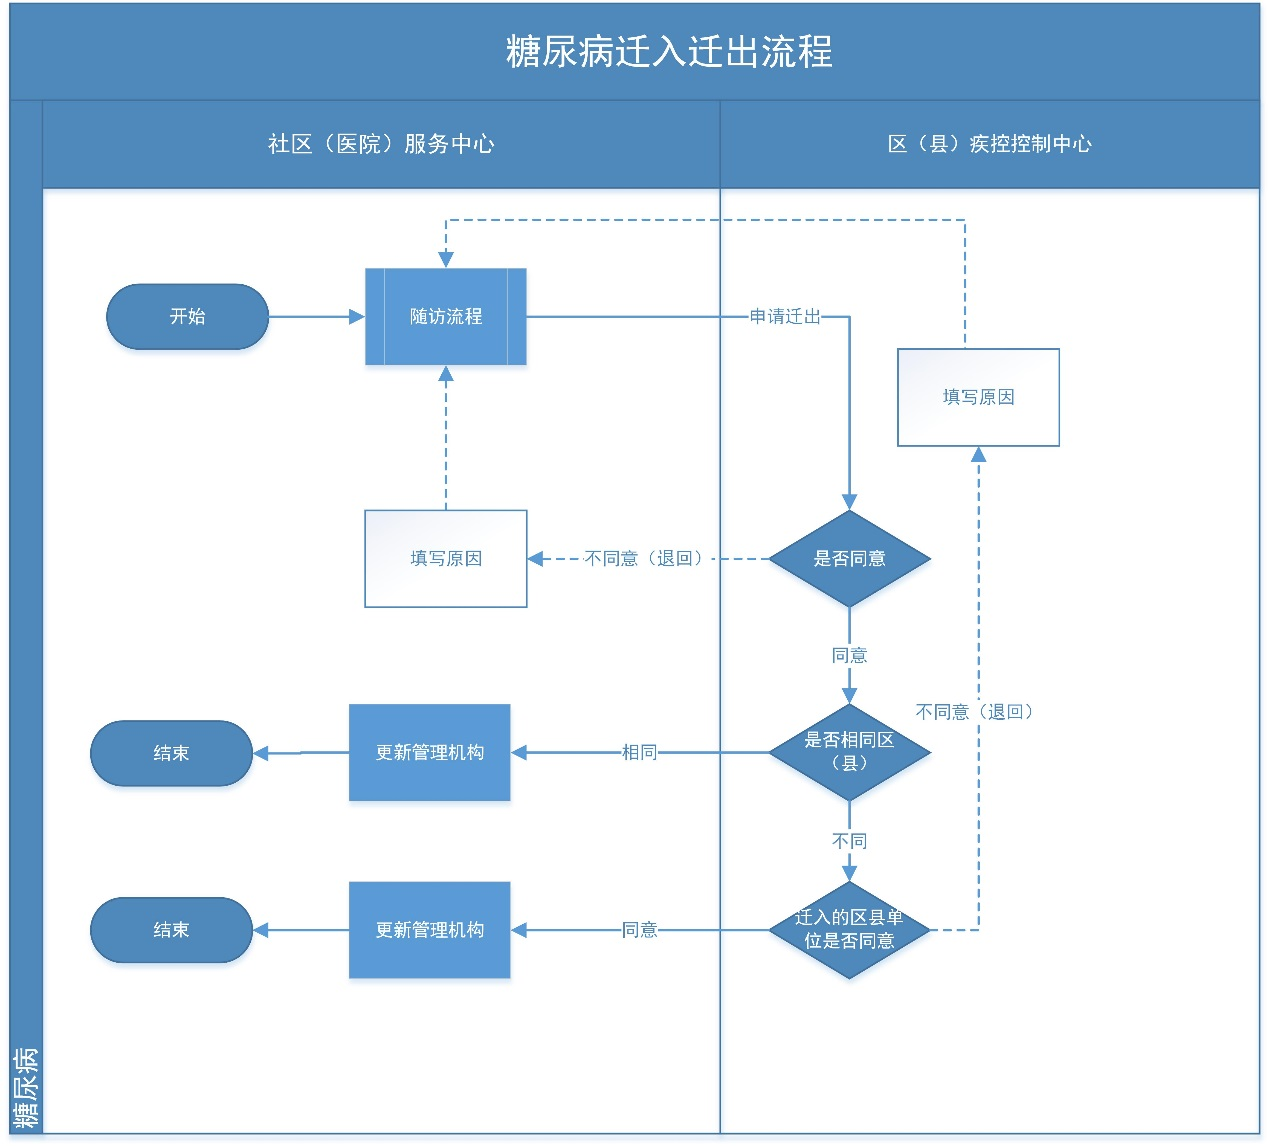 糖尿病迁入迁出流程
社区（医院）服务中心
区（县）疾控控制中心
开始
随访流程
申请迁出
填写原因
填写原因
不同意（退回）
是否同意
同意
不同意（退回）
结束
更新管理机构
相同
是否相同区
（县）
不同
结束
更新管理机构
同意
迁入的区县单
位是否同意
糖尿病